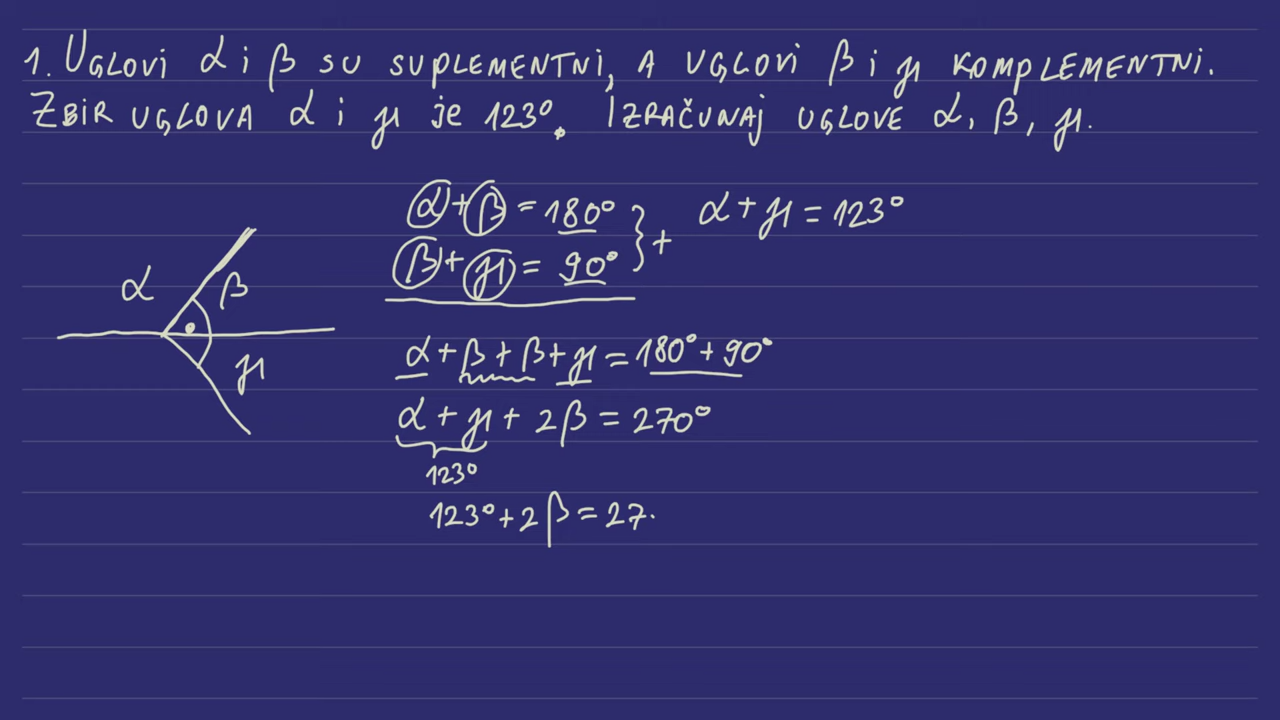 1. UGLOVI α i β SU SUPLEMENTNI, A UGLOVI β i γ KOMPLEMENTNI.
ZBIR UGLOVA α i γ je 123°. IZRAČUNAJ UGLOVE α, β, γ.
α + β = 180° } + α + γ = 123°
β + γ = 90°
α β
γ
α + β + β + γ = 180° + 90°
α + γ + 2β = 270°
123°
123° + 2β = 27